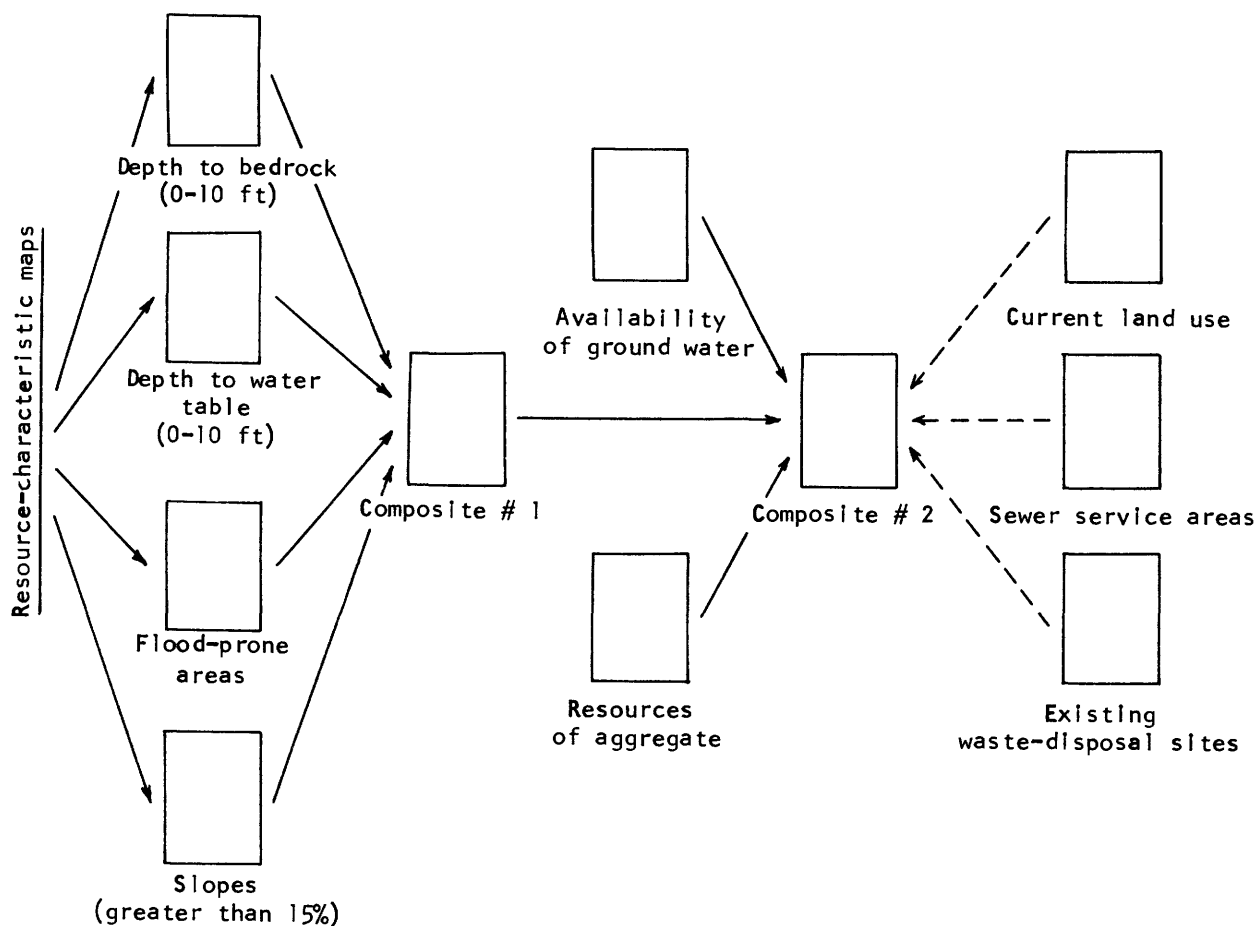 Resource-characteristic maps
Depth to bedrock
(0-10 ft)
Depth to water
table
(0-10 ft)
Flood-prone
areas
Slopes
(greater than 15%)
Composite # 1
Availability
of ground water
Resources
of aggregate
Composite # 2
Current land use
Sewer service areas
Existing
waste-disposal sites